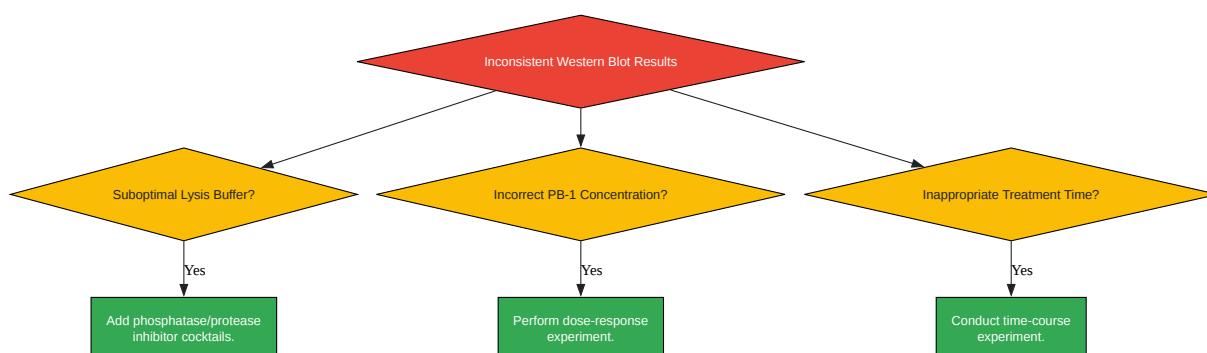 Inconsistent Western Blot Results
Suboptimal Lysis Buffer?
Incorrect PB-1 Concentration?
Inappropriate Treatment Time?
Yes
Yes
Yes
Add phosphatase/protease
inhibitor cocktails.
Perform dose-response
experiment.
Conduct time-course
experiment.